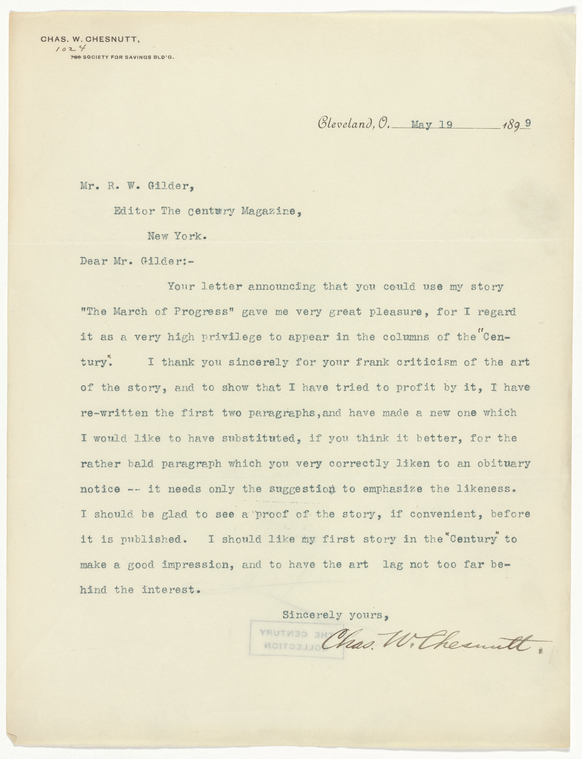 CHAS. W. CHESNUTT,
1024
SOCIETY FOR SAVINGS BLD'G.
Cleveland, O. May 19 1899
Mr. R. W. Gilder,
Editor The century Magazine,
New York.
Dear Mr. Gilder:-
Your letter announcing that you could use my story
"The March of Progress" gave me very great pleasure, for I regard
it as a very high privilege to appear in the columns of the "Cen-
tury". I thank you sincerely for your frank criticism of the art
of the story, and to show that I have tried to profit by it, I have
re-written the first two paragraphs,and have made a new one which
I would like to have substituted, if you think it better, for the
rather bald paragraph which you very correctly liken to an obituary
notice -- it needs only the suggestion to emphasize the likeness.
I should be glad to see a proof of the story, if convenient, before
it is published. I should like my first story in the "Century" to
make a good impression, and to have the art lag not too far be-
hind the interest.
Sincerely yours,
Chas. W. Chesnutt.
THE CENTURY
COLLECTION